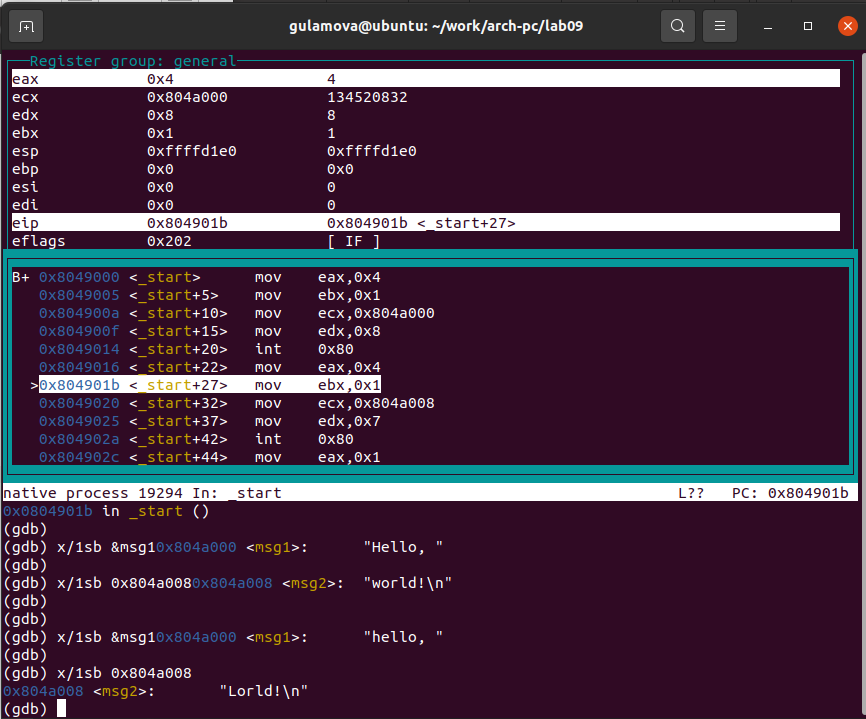 gulamova@ubuntu: ~/work/arch-pc/lab09
Register group: general
eax 0x4 4
ecx 0x804a000 134520832
edx 0x8 8
ebx 0x1 1
esp 0xffffd1e0 0xffffd1e0
ebp 0x0 0x0
esi 0x0 0
edi 0x0 0
eip 0x804901b 0x804901b <_start+27>
eflags 0x202 [ IF ]
B+ 0x8049000 <_start> mov eax,0x4
0x8049005 <_start+5> mov ebx,0x1
0x804900a <_start+10> mov ecx,0x804a000
0x804900f <_start+15> mov edx,0x8
0x8049014 <_start+20> int 0x80
0x8049016 <_start+22> mov eax,0x4
>0x804901b <_start+27> mov ebx,0x1
0x8049020 <_start+32> mov ecx,0x804a008
0x8049025 <_start+37> mov edx,0x7
0x804902a <_start+42> int 0x80
0x804902c <_start+44> mov eax,0x1
native process 19294 In: _start L?? PC: 0x804901b
0x0804901b in _start ()
(gdb)
(gdb) x/1sb &msg10x804a000 <msg1>: "Hello, "
(gdb)
(gdb) x/1sb 0x804a0080x804a008 <msg2>: "world!\n"
(gdb)
(gdb)
(gdb) x/1sb &msg10x804a000 <msg1>: "hello, "
(gdb)
(gdb) x/1sb 0x804a008
0x804a008 <msg2>: "Lorld!\n"
(gdb)